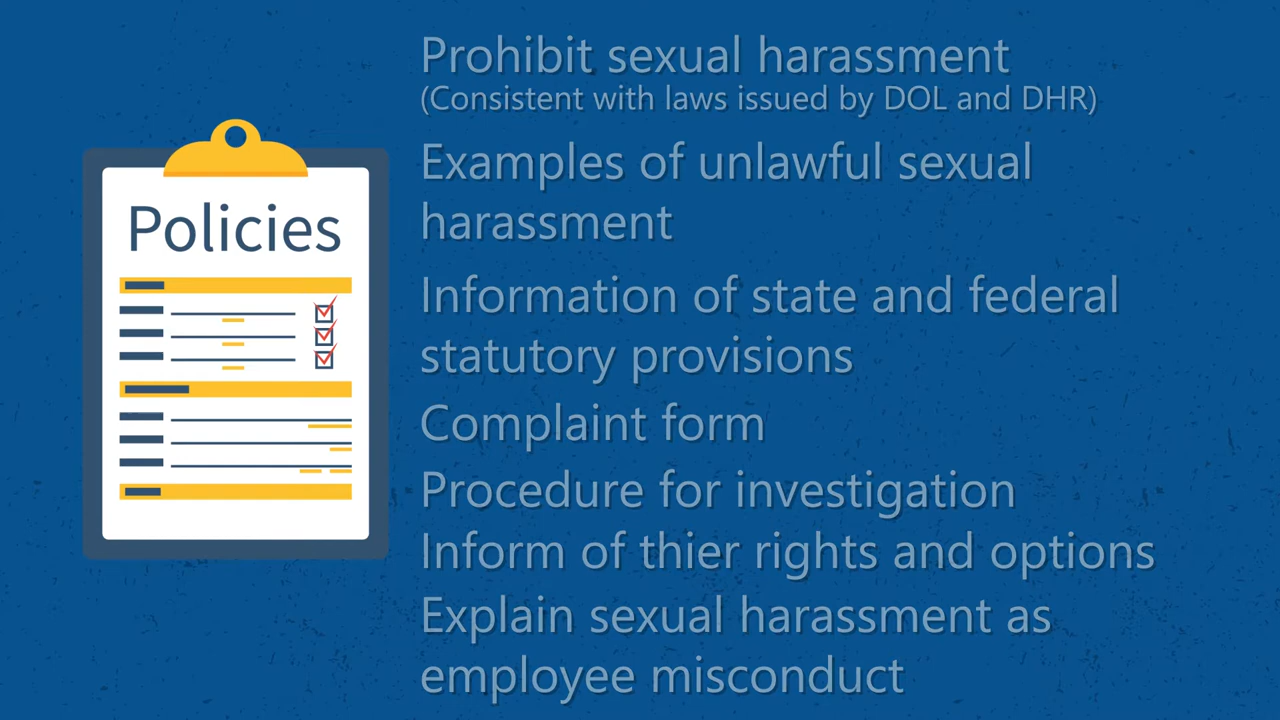 Policies
Prohibit sexual harassment
(Consistent with laws issued by DOL and DHR)
Examples of unlawful sexual
harassment
Information of state and federal
statutory provisions
Complaint form
Procedure for investigation
Inform of thier rights and options
Explain sexual harassment as
employee misconduct